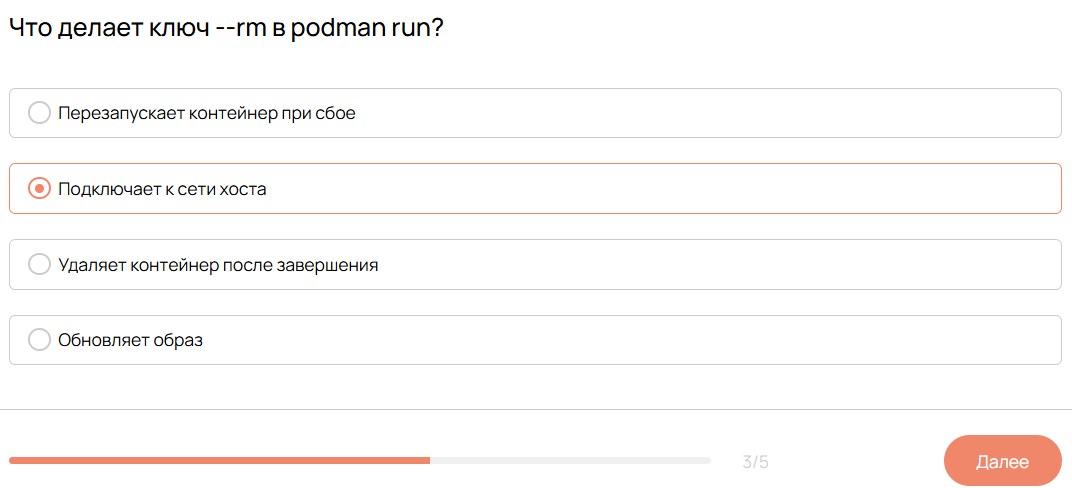 Что делает ключ --rm в podman run?
Перезапускает контейнер при сбое
Подключает к сети хоста
Удаляет контейнер после завершения
Обновляет образ
3/5
Далее